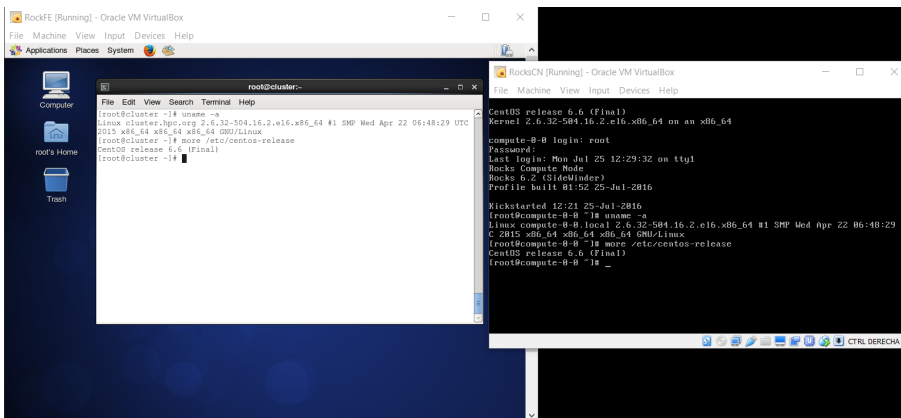 RockFE [Running] - Oracle VM VirtualBox
File Machine View Input Devices Help
Applications Places System
Computer
root's Home
Trash
root@cluster:~
File Edit View Search Terminal Help
[root@cluster ~]# uname -a
Linux cluster.hpc.org 2.6.32-504.16.2.el6.x86_64 #1 SMP Wed Apr 22 06:48:29 UTC
2015 x86_64 x86_64 x86_64 GNU/Linux
[root@cluster ~]# more /etc/centos-release
CentOS release 6.6 (Final)
[root@cluster ~]#
RocksCN [Running] - Oracle VM VirtualBox
File Machine View Input Devices Help
CentOS release 6.6 (Final)
Kernel 2.6.32-504.16.2.el6.x86_64 on an x86_64
compute-0-0 login: root
Password:
Last login: Mon Jul 25 12:29:32 on tty1
Rocks Compute Node
Rocks 6.2 (SideWinder)
Profile built 01:52 25-Jul-2016
Kickstarted 12:21 25-Jul-2016
[root@compute-0-0 ~]# uname -a
Linux compute-0-0.local 2.6.32-504.16.2.el6.x86_64 #1 SMP Wed Apr 22 06:48:29
C 2015 x86_64 x86_64 x86_64 GNU/Linux
[root@compute-0-0 ~]# more /etc/centos-release
CentOS release 6.6 (Final)
[root@compute-0-0 ~]# _
CTRL DERECHA